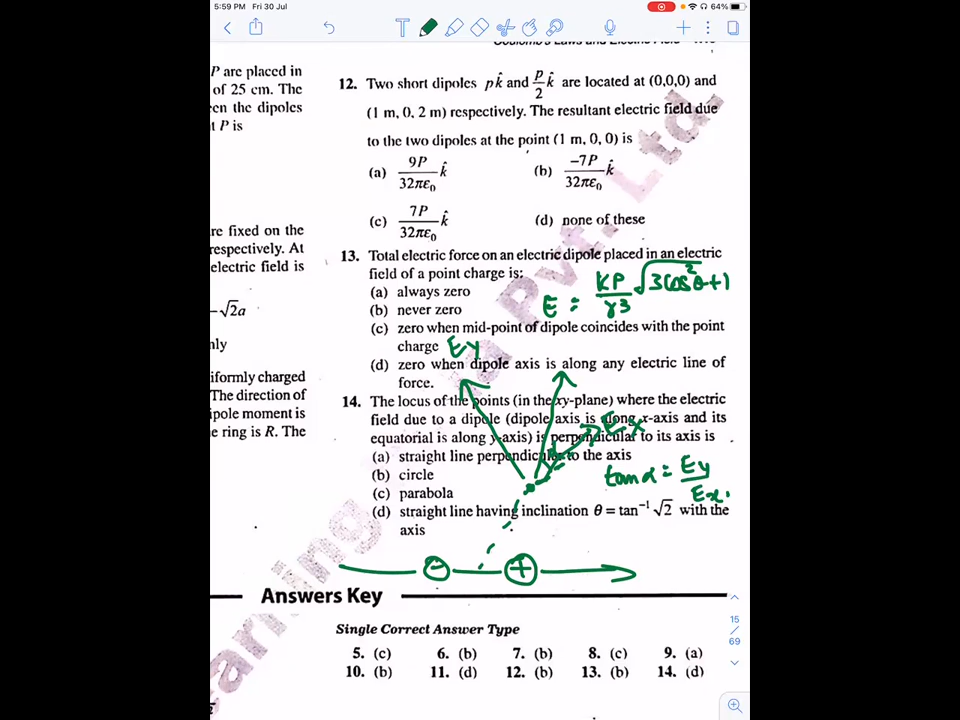 5:59 PM Fri 30 Jul
64%
Coulomb's Laws and Electric Field
P are placed in
of 25 cm. The
en the dipoles
t P is
re fixed on the
respectively. At
electric field is
−√2a
nly
iformly charged
The direction of
ipole moment is
e ring is R. The
12. Two short dipoles pk̂ and p/2 k̂ are located at (0,0,0) and
(1 m, 0, 2 m) respectively. The resultant electric field due
to the two dipoles at the point (1 m, 0, 0) is
(a) 9P/32πε₀ k̂ (b) −7P/32πε₀ k̂
(c) 7P/32πε₀ k̂ (d) none of these
13. Total electric force on an electric dipole placed in an electric
field of a point charge is:
(a) always zero
(b) never zero
(c) zero when mid-point of dipole coincides with the point
charge
(d) zero when dipole axis is along any electric line of
force.
E = KP/r3 √3cos²θ+1
Ey
14. The locus of the points (in the xy-plane) where the electric
field due to a dipole (dipole axis is along x-axis and its
equatorial is along y-axis) is perpendicular to its axis is
(a) straight line perpendicular to the axis
(b) circle
(c) parabola
(d) straight line having inclination θ = tan⁻¹ √2 with the
axis
Ex
tanα = Ey/Ex
− +
Answers Key
Single Correct Answer Type
5. (c) 6. (b) 7. (b) 8. (c) 9. (a)
10. (b) 11. (d) 12. (b) 13. (b) 14. (d)
15
/
69
earning
Pvt. Ltd.